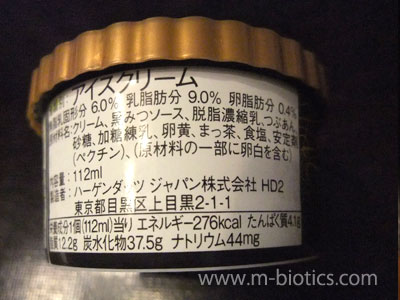 アイスクリーム
固形分 6.0% 乳脂肪分 9.0% 卵脂肪分 0.4%
クリーム、黒みつソース、脱脂濃縮乳、つぶあん、
砂糖、加糖練乳、卵黄、まっ茶、食塩、安定剤
(ペクチン)、(原材料の一部に卵白を含む)
112ml
ハーゲンダッツ ジャパン株式会社 HD2
東京都目黒区上目黒2-1-1
成分1個(112ml)当り エネルギー276kcal たんぱく質4.1
質12.2g 炭水化物37.5g ナトリウム44mg
www.m-biotics.com